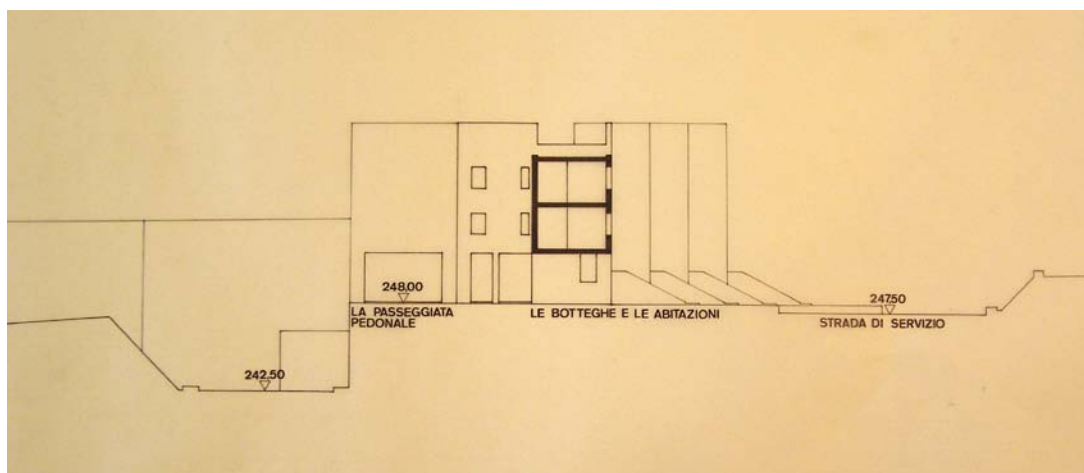 248.00
LA PASSEGGIATA
PEDONALE
LE BOTTEGHE E LE ABITAZIONI
247.50
STRADA DI SERVIZIO
242.50